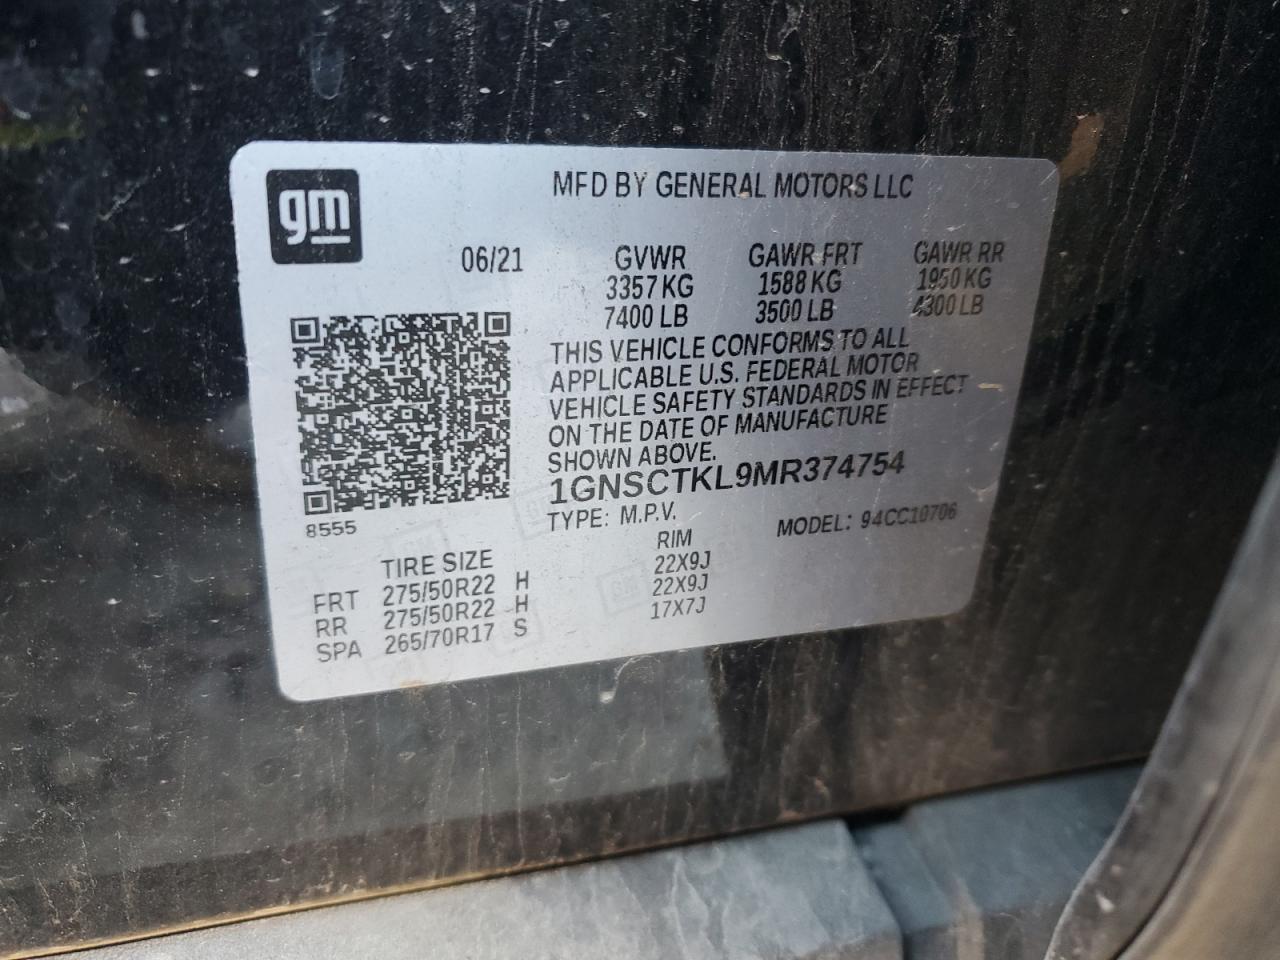 gm
MFD BY GENERAL MOTORS LLC
06/21 GVWR GAWR FRT GAWR RR
3357 KG 1588 KG 1950 KG
7400 LB 3500 LB 4300 LB
THIS VEHICLE CONFORMS TO ALL
APPLICABLE U.S. FEDERAL MOTOR
VEHICLE SAFETY STANDARDS IN EFFECT
ON THE DATE OF MANUFACTURE
SHOWN ABOVE.
1GNSCTKL9MR374754
8555
TYPE: M.P.V. MODEL: 94CC10706
TIRE SIZE RIM
FRT 275/50R22 H 22X9J
RR 275/50R22 H 22X9J
SPA 265/70R17 S 17X7J